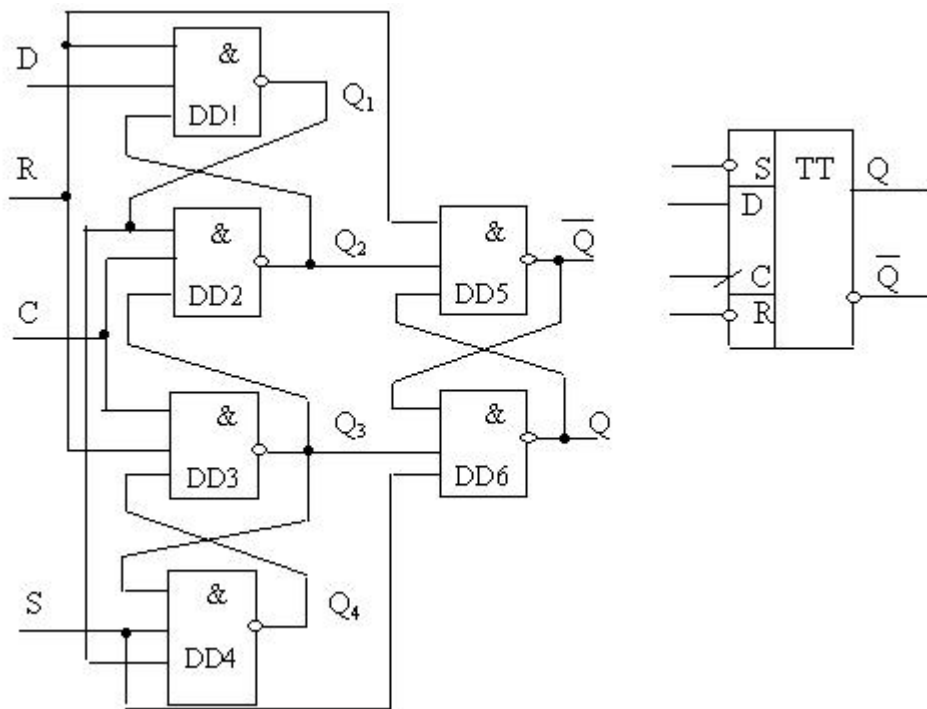 D
&
DD!
Q₁
R
&
DD2
Q₂
C
&
DD3
Q₃
S
&
DD4
Q₄
&
DD5
Q̅
&
DD6
Q
S
TT
Q
D
C
Q̅
R